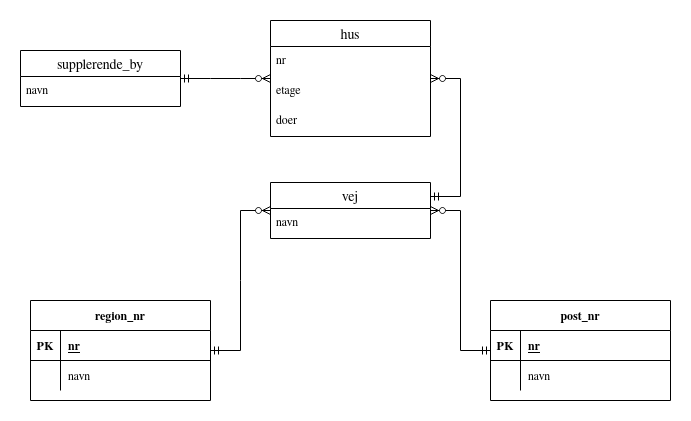 hus
nr
etage
doer
supplerende_by
navn
vej
navn
region_nr
PK nr
navn
post_nr
PK nr
navn